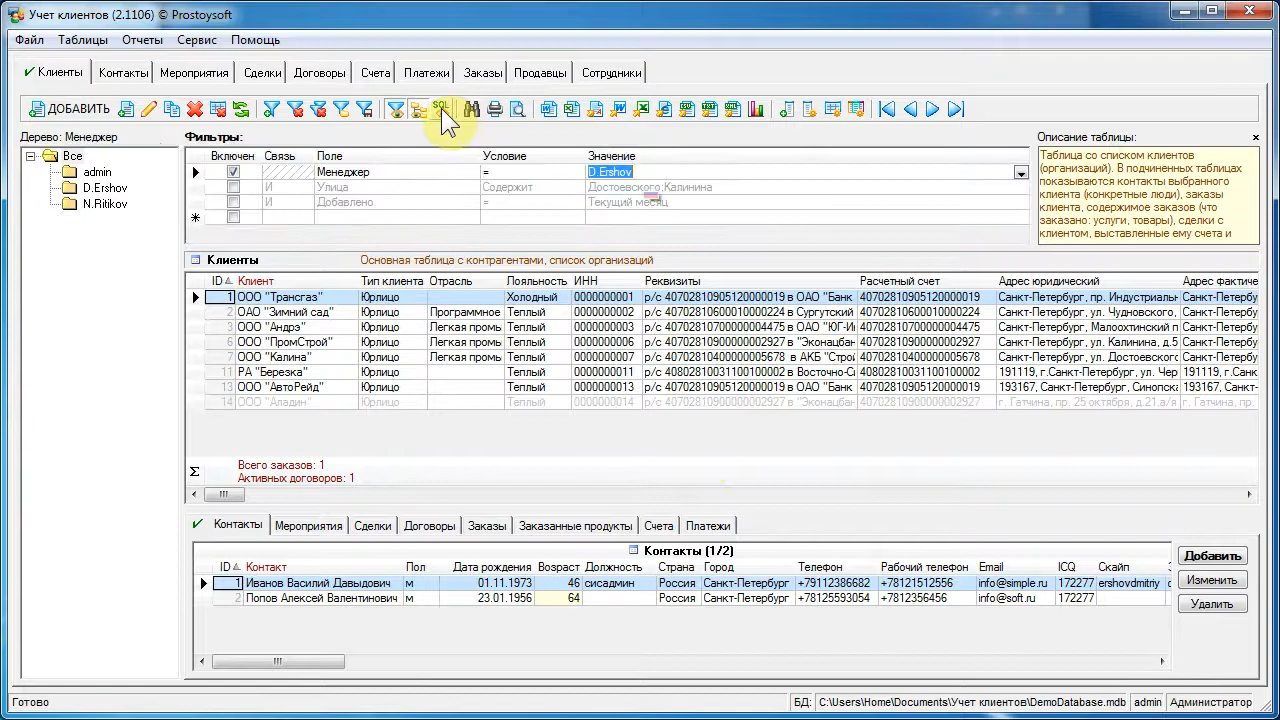 Учет клиентов (2.1106) © Prostoysoft
Файл Таблицы Отчеты Сервис Помощь
Клиенты Контакты Мероприятия Сделки Договоры Счета Платежи Заказы Продавцы Сотрудники
ДОБАВИТЬ SQL
Дерево: Менеджер
Все
admin
D.Ershov
N.Ritikov
Фильтры:
Включен Связь Поле Условие Значение
Менеджер = D.Ershov
И Улица Содержит Достоевского;Калинина
И Добавлено = Текущий месяц
Описание таблицы:
Таблица со списком клиентов
(организаций). В подчиненных таблицах
показываются контакты выбранного
клиента (конкретные люди), заказы
клиента, содержимое заказов (что
заказано: услуги, товары), сделки с
клиентом, выставленные ему счета и
Клиенты Основная таблица с контрагентами, список организаций
ID Клиент Тип клиента Отрасль Лояльность ИНН Реквизиты Расчетный счет Адрес юридический Адрес фактиче
1 ООО "Трансгаз" Юрлицо Холодный 0000000001 р/с 40702810905120000019 в ОАО "Банк 40702810905120000019 Санкт-Петербург, пр. Индустриальн Санкт-Петербу
2 ОАО "Зимний сад" Юрлицо Программное Теплый 0000000002 р/с 40702810600010000224 в Сургутский 40702810600010000224 Санкт-Петербург, ул. Чудновского, Санкт-Петербу
3 ООО "Андрэ" Юрлицо Легкая промь Теплый 0000000003 р/с 40702810700000004475 в ОАО "ЮГ-Ин 40702810700000004475 Санкт-Петербург, Малоохтинский п Санкт-Петербу
6 ООО "ПромСтрой" Юрлицо Легкая промь Теплый 0000000006 р/с 40702810900000002927 "Эконацбан 40702810900000002927 Санкт-Петербург, ул. Калинина, д.5 Санкт-Петербу
7 ООО "Калина" Юрлицо Легкая промь Теплый 0000000007 р/с 40702810400000005678 в АКБ "Строй 40702810400000005678 Санкт-Петербург, ул. Достоевского, Санкт-Петербу
11 РА "Березка" Юрлицо Теплый 0000000011 р/с 40802810031100100002 в Восточно-Си 40802810031100100002 191119, г.Санкт-Петербург, ул. Чер 191119, г.Санкт-
13 ООО "АвтоРейд" Юрлицо Теплый 0000000013 р/с 40702810905120000019 в ОАО "Банк 40702810905120000019 193167, Санкт-Петербург, Синопска 193167, Санкт-П
14 ООО "Аладин" Юрлицо Теплый 0000000014 р/с 40702810900000002927 "Эконацбан 40702810900000002927 г. Гатчина, пр. 25 октября, д.21,а/я г. Гатчина, пр. 2
Всего заказов: 1
Активных договоров: 1
Контакты Мероприятия Сделки Договоры Заказы Заказанные продукты Счета Платежи
Контакты (1/2)
ID Контакт Пол Дата рождения Возраст Должность Страна Город Телефон Рабочий телефон Email ICQ Скайп
1 Иванов Василий Давыдович м 01.11.1973 46 сисадмин Россия Санкт-Петербург +79112386682 +78121512556 info@simple.ru 172277 ershovdmitriy
2 Попов Алексей Валентинович м 23.01.1956 64 Россия Санкт-Петербург +78125593054 +7812356456 info@soft.ru 172277
Добавить
Изменить
Удалить
Готово БД: C:\Users\Home\Documents\Учет клиентов\DemoDatabase.mdb admin Администратор